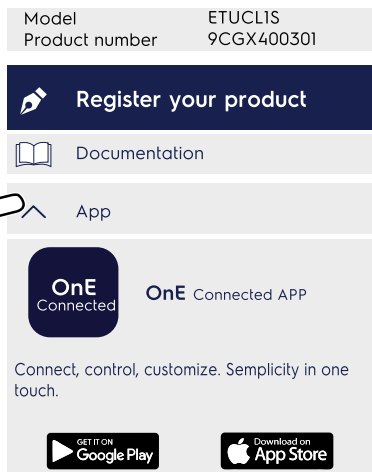 Model ETUCL1S
Product number 9CGX400301
Register your product
Documentation
App
OnE
Connected
OnE Connected APP
Connect, control, customize. Semplicity in one
touch.
GET IT ON
Google Play
Download on
App Store